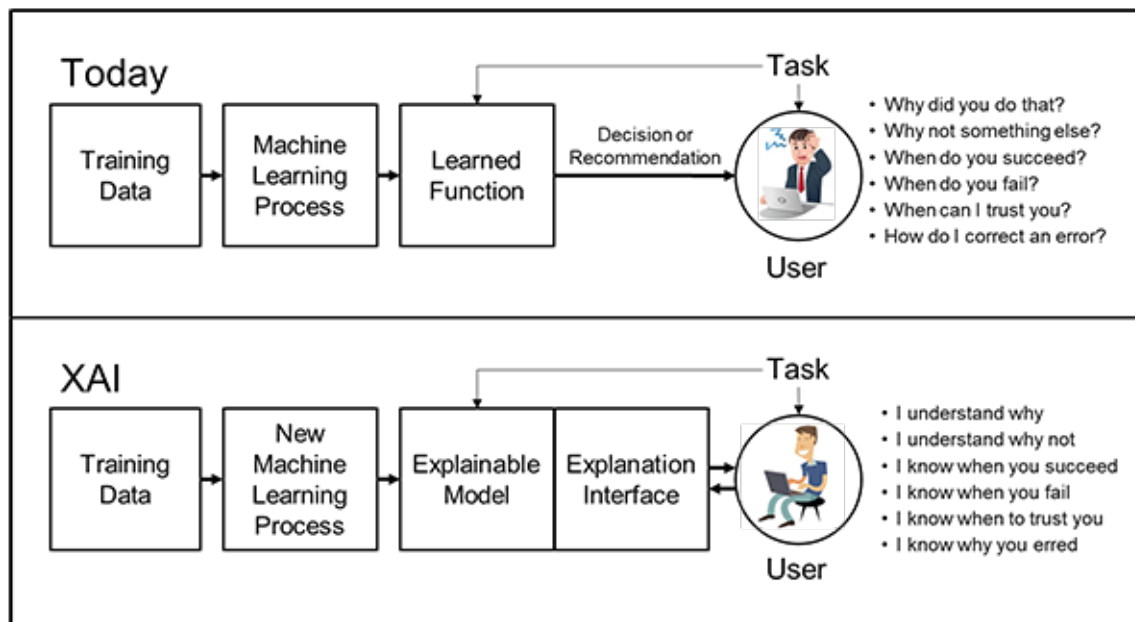 Today
Task
Training
Data
Machine
Learning
Process
Learned
Function
Decision or
Recommendation
User
• Why did you do that?
• Why not something else?
• When do you succeed?
• When do you fail?
• When can I trust you?
• How do I correct an error?
XAI
Task
Training
Data
New
Machine
Learning
Process
Explainable
Model
Explanation
Interface
User
• I understand why
• I understand why not
• I know when you succeed
• I know when you fail
• I know when to trust you
• I know why you erred